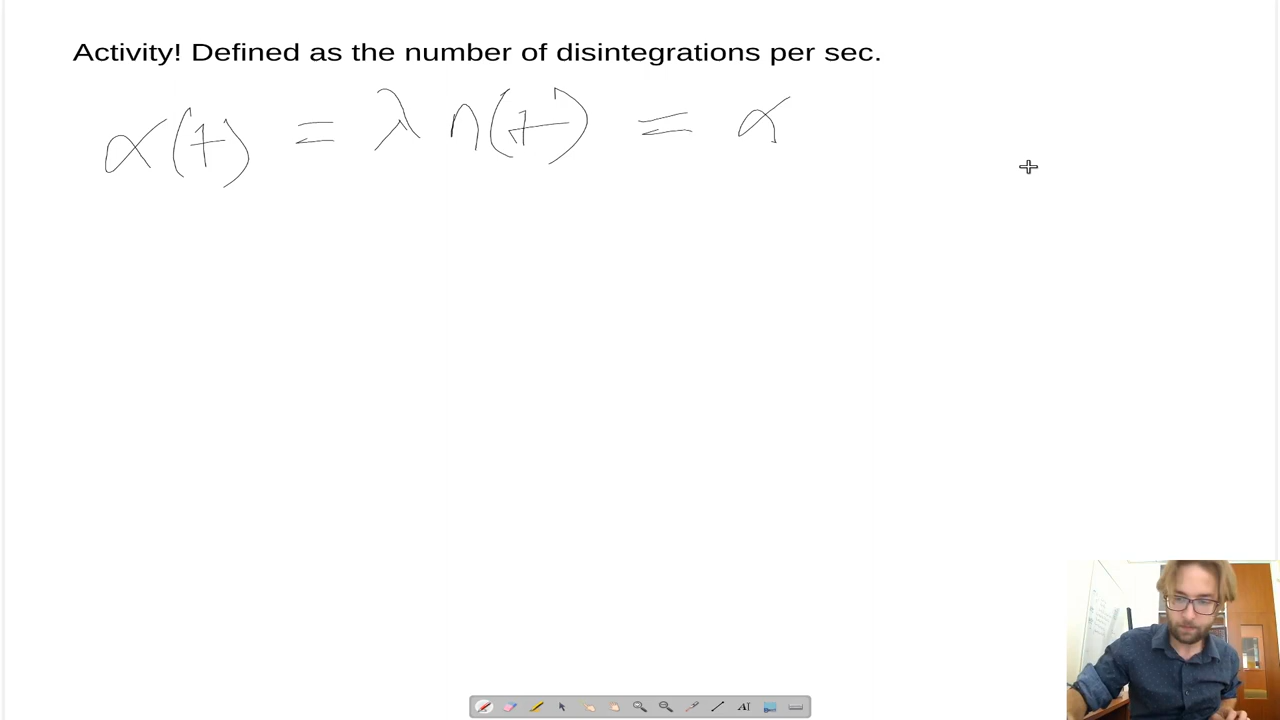 Activity! Defined as the number of disintegrations per sec.
α(t) = λ n(t) = α